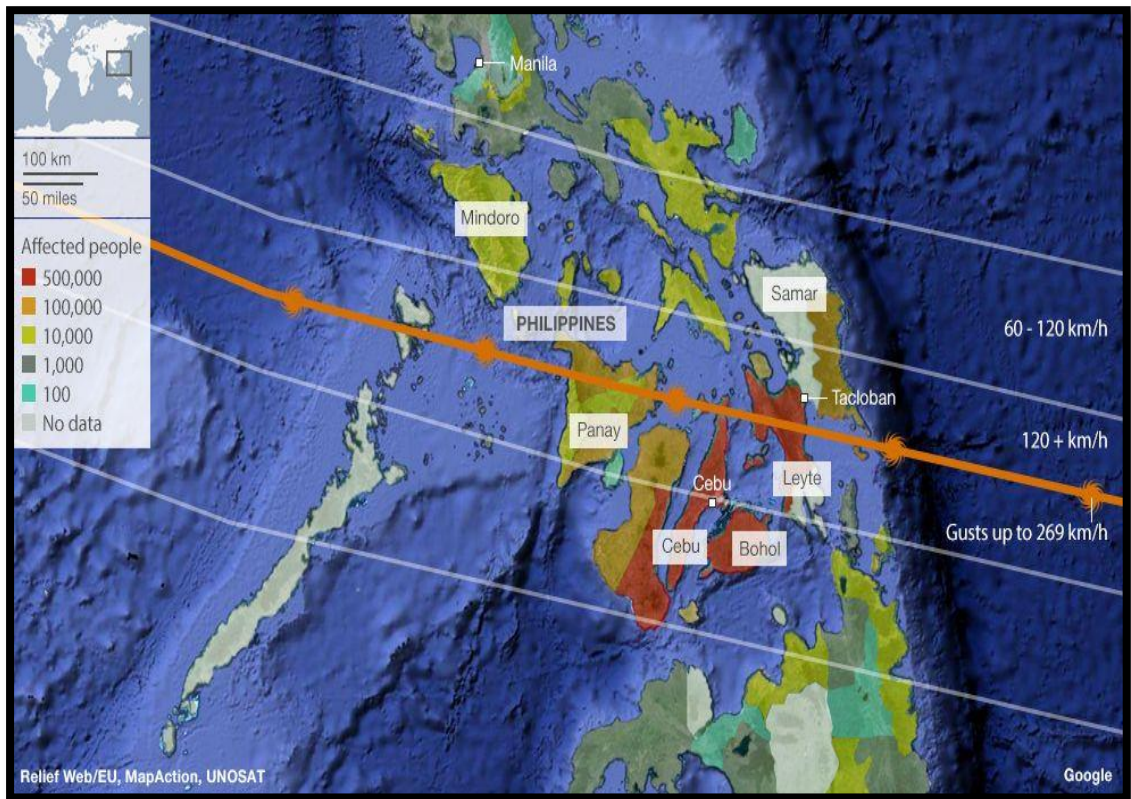 Manila
100 km
50 miles
Mindoro
Affected people
500,000
100,000
10,000
1,000
100
No data
Samar
PHILIPPINES
60 - 120 km/h
Tacloban
Panay
120 + km/h
Cebu
Leyte
Gusts up to 269 km/h
Cebu
Bohol
Relief Web/EU, MapAction, UNOSAT
Google